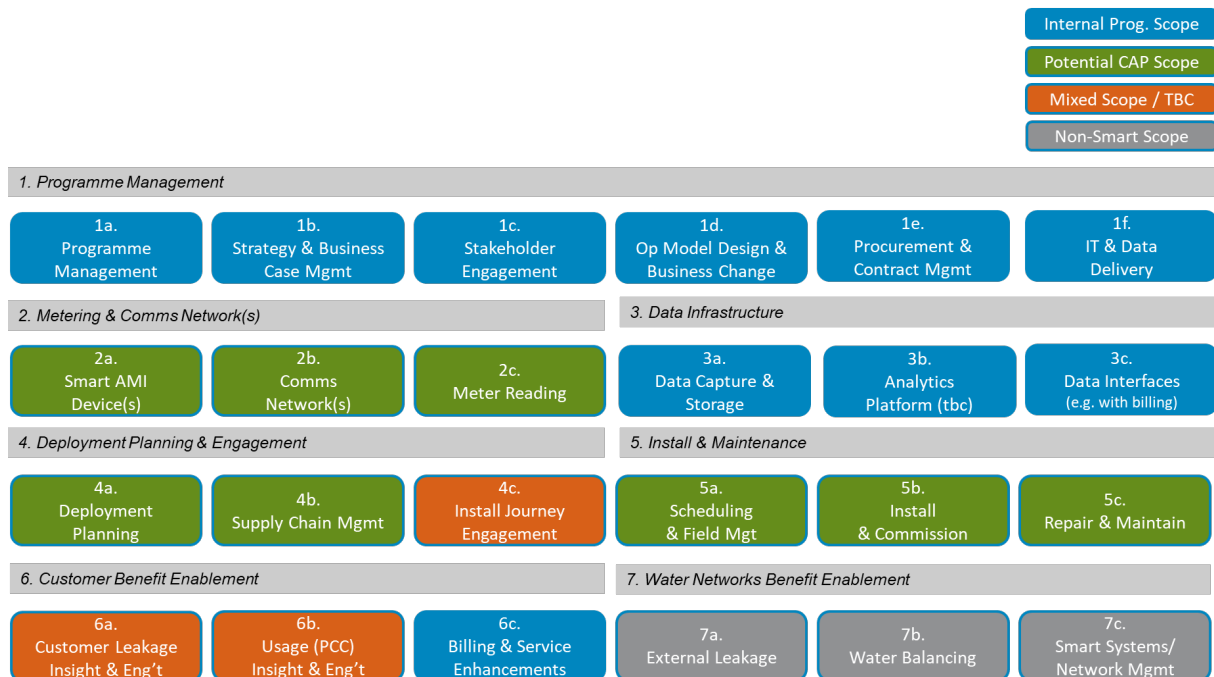 Internal Prog. Scope
Potential CAP Scope
Mixed Scope / TBC
Non-Smart Scope
1. Programme Management
1a.
Programme
Management
1b.
Strategy & Business
Case Mgmt
1c.
Stakeholder
Engagement
1d.
Op Model Design &
Business Change
1e.
Procurement &
Contract Mgmt
1f.
IT & Data
Delivery
2. Metering & Comms Network(s)
2a.
Smart AMI
Device(s)
2b.
Comms
Network(s)
2c.
Meter Reading
3. Data Infrastructure
3a.
Data Capture &
Storage
3b.
Analytics
Platform (tbc)
3c.
Data Interfaces
(e.g. with billing)
4. Deployment Planning & Engagement
4a.
Deployment
Planning
4b.
Supply Chain Mgmt
4c.
Install Journey
Engagement
5. Install & Maintenance
5a.
Scheduling
& Field Mgt
5b.
Install
& Commission
5c.
Repair & Maintain
6. Customer Benefit Enablement
6a.
Customer Leakage
Insight & Eng't
6b.
Usage (PCC)
Insight & Eng't
6c.
Billing & Service
Enhancements
7. Water Networks Benefit Enablement
7a.
External Leakage
7b.
Water Balancing
7c.
Smart Systems/
Network Mgmt